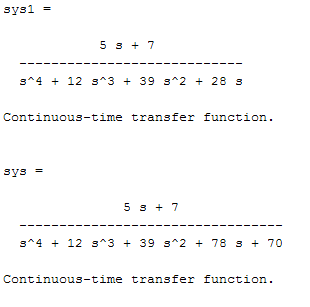 sys1 =
5 s + 7
-----------------------------
s^4 + 12 s^3 + 39 s^2 + 28 s
Continuous-time transfer function.
sys =
5 s + 7
----------------------------------
s^4 + 12 s^3 + 39 s^2 + 78 s + 70
Continuous-time transfer function.